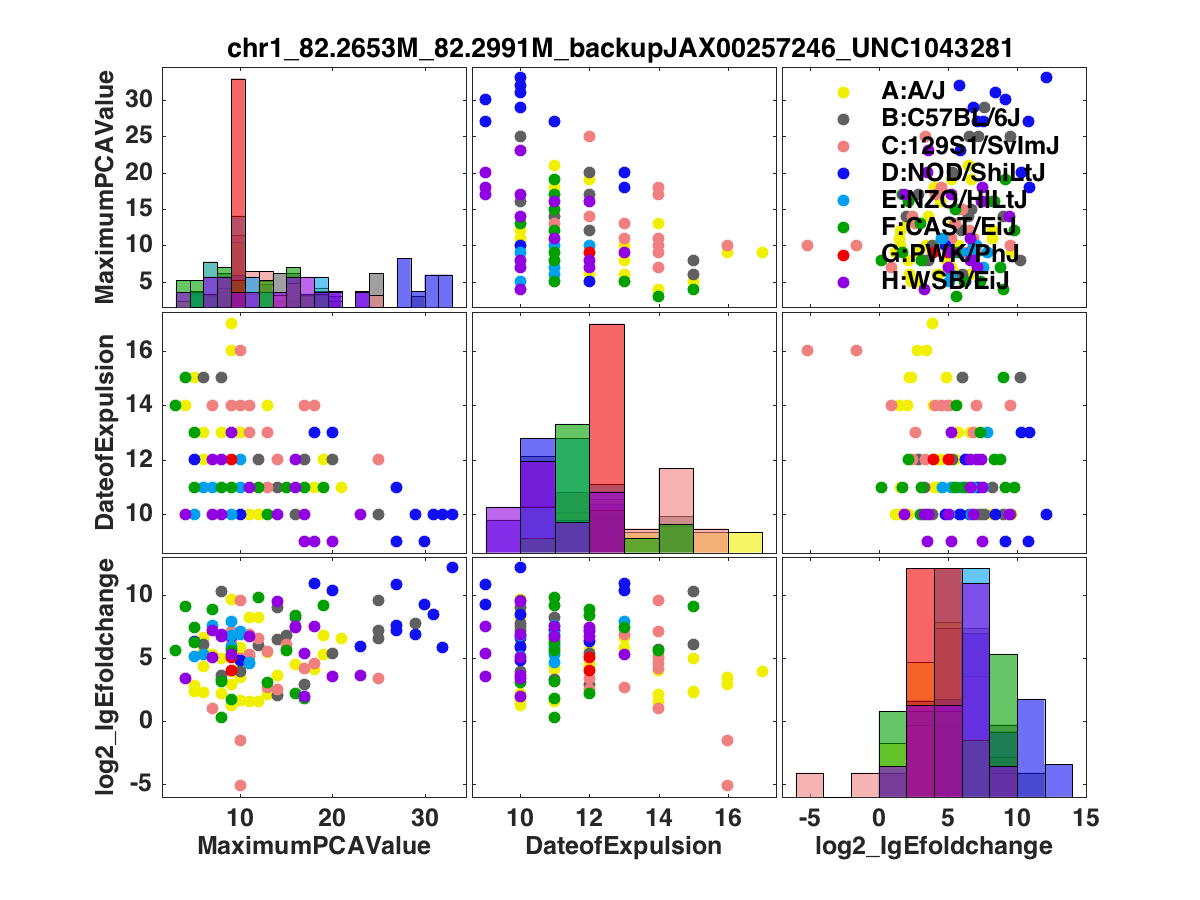 chr1_82.2653M_82.2991M_backupJAX00257246_UNC1043281
MaximumPCAValue
30
25
20
15
10
5
A:A/J
B:C57BL/6J
C:129S1/SvImJ
D:NOD/ShiLtJ
E:NZO/HlLtJ
F:CAST/EiJ
G:PWK/PhJ
H:WSB/EiJ
DateofExpulsion
16
14
12
10
log2_IgEfoldchange
10
5
0
-5
10 20 30
10 12 14 16
-5 0 5 10 15
MaximumPCAValue
DateofExpulsion
log2_IgEfoldchange